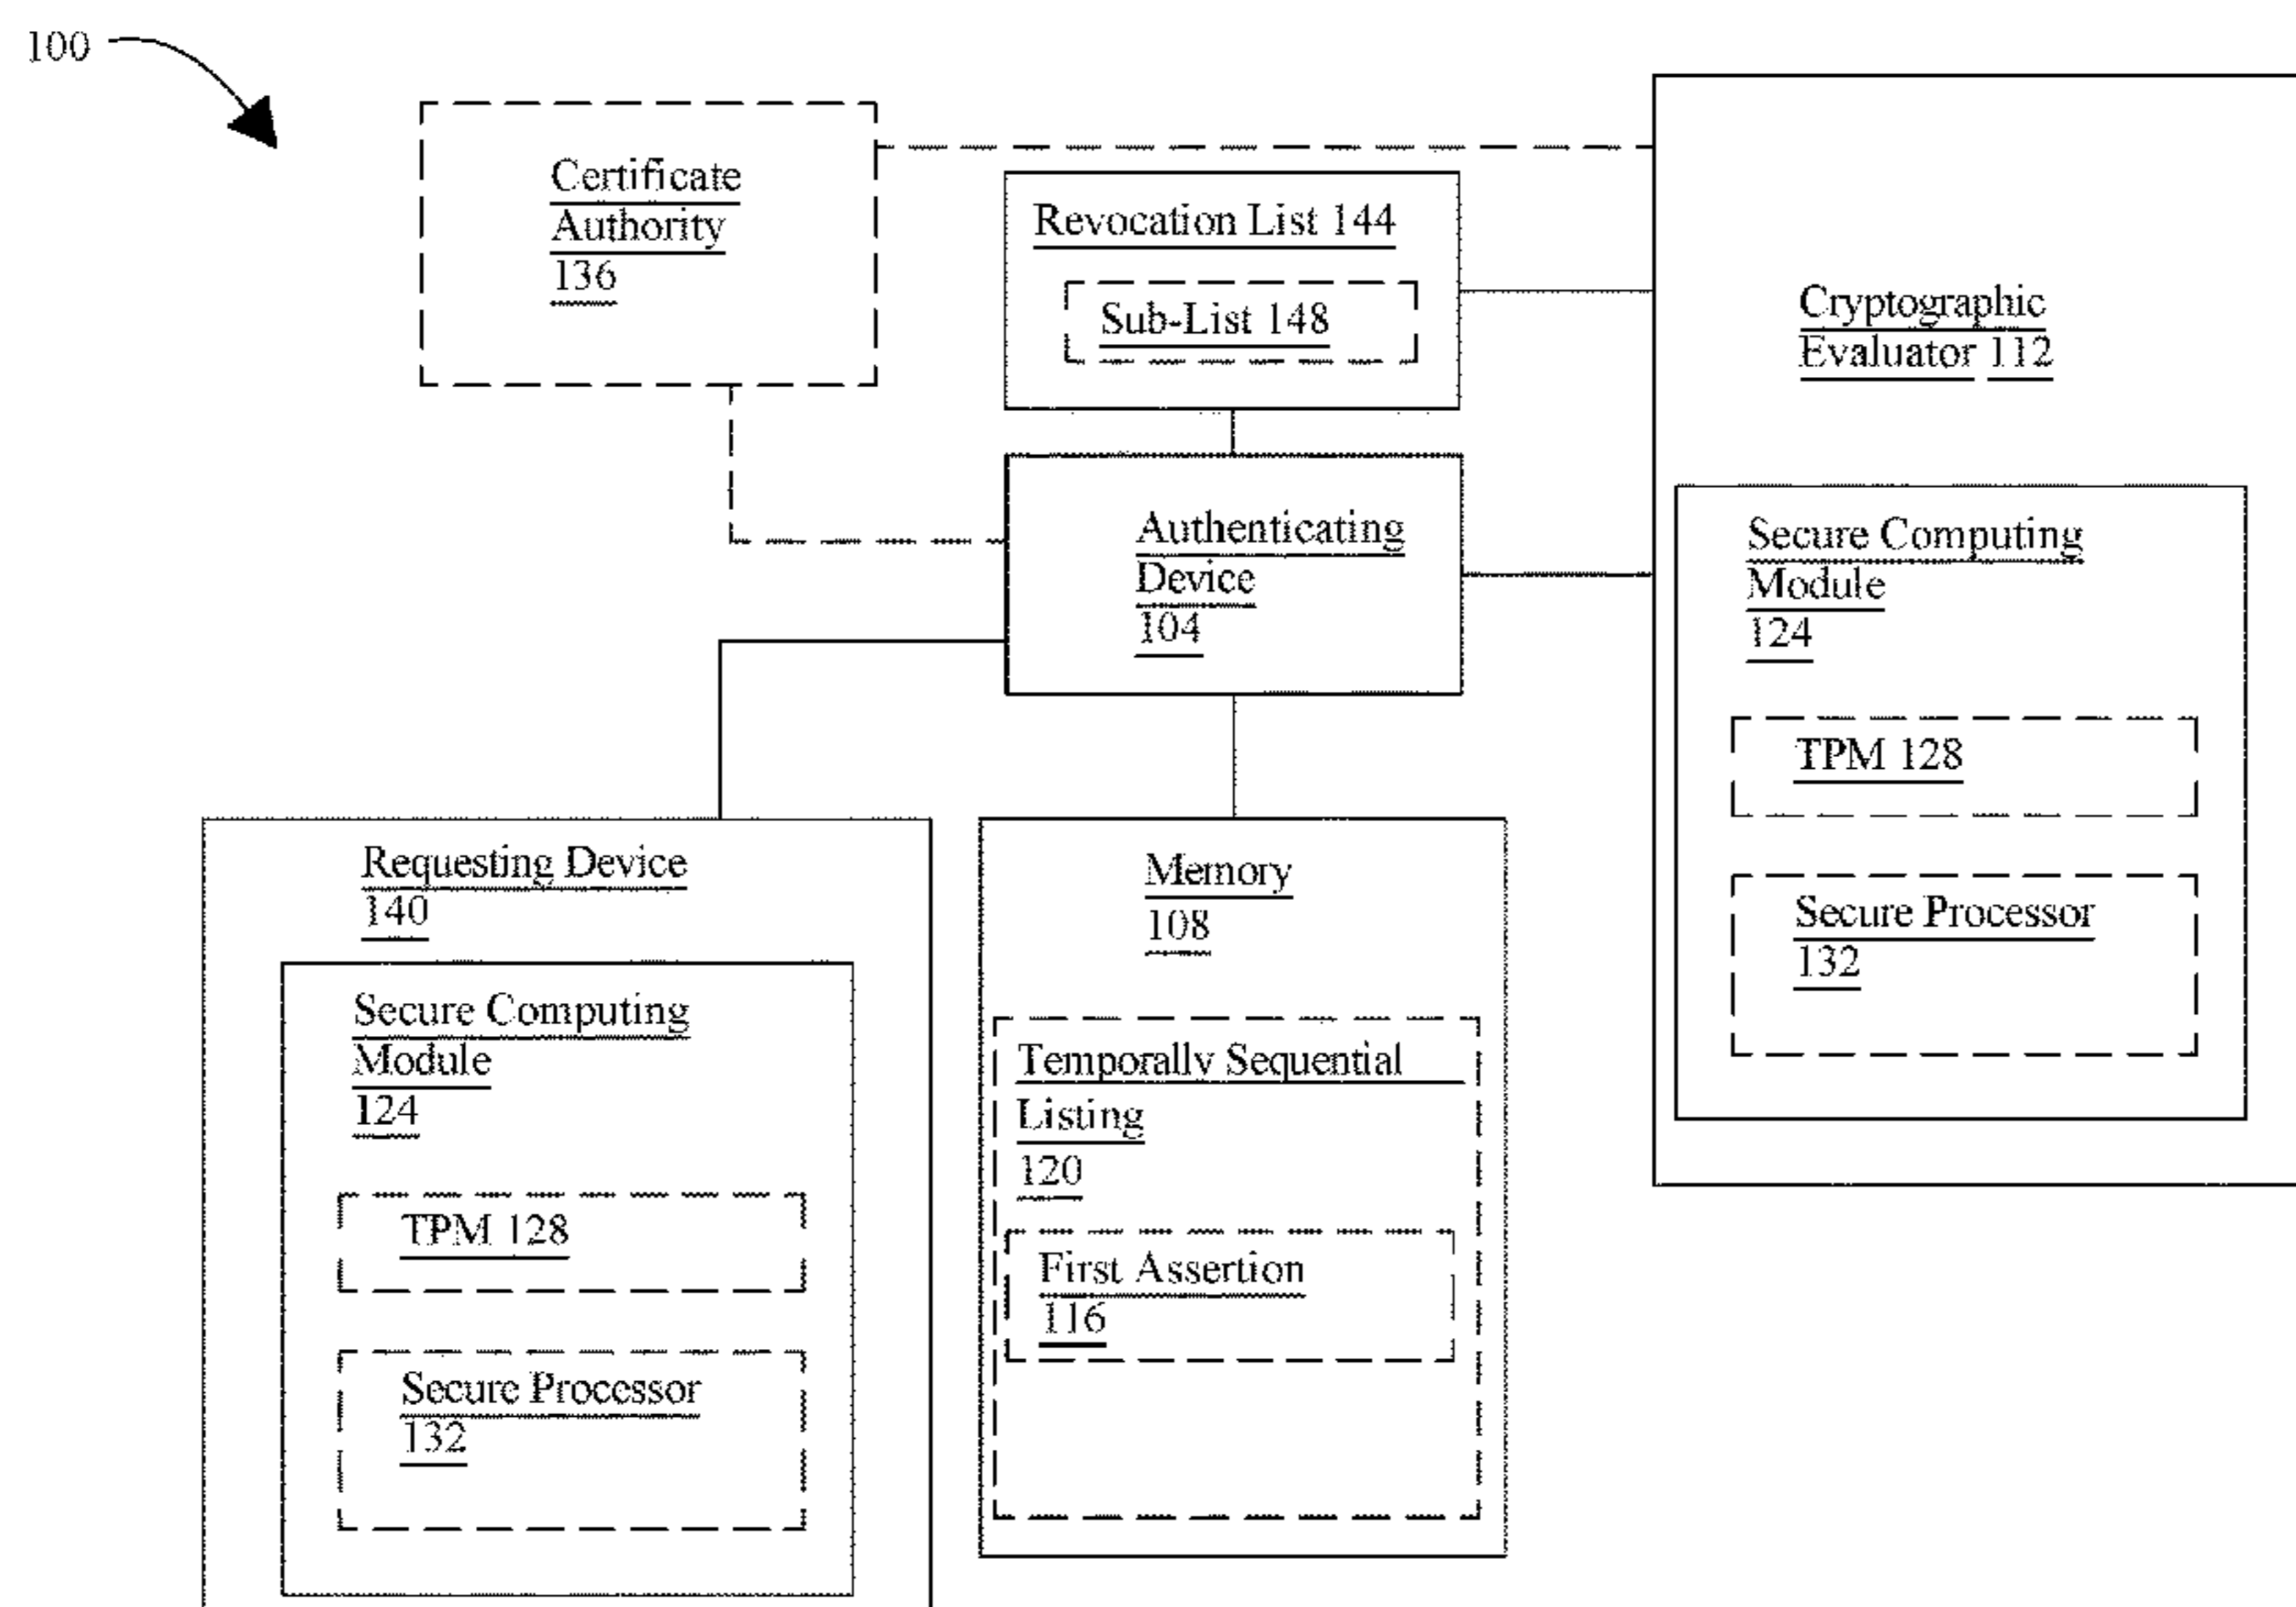 100
Certificate
Authority
136
Revocation List 144
Sub-List 148
Cryptographic
Evaluator 112
Authenticating
Device
104
Secure Computing
Module
124
TPM 128
Secure Processor
132
Requesting Device
140
Secure Computing
Module
124
TPM 128
Secure Processor
132
Memory
108
Temporally Sequential
Listing
120
First Assertion
116